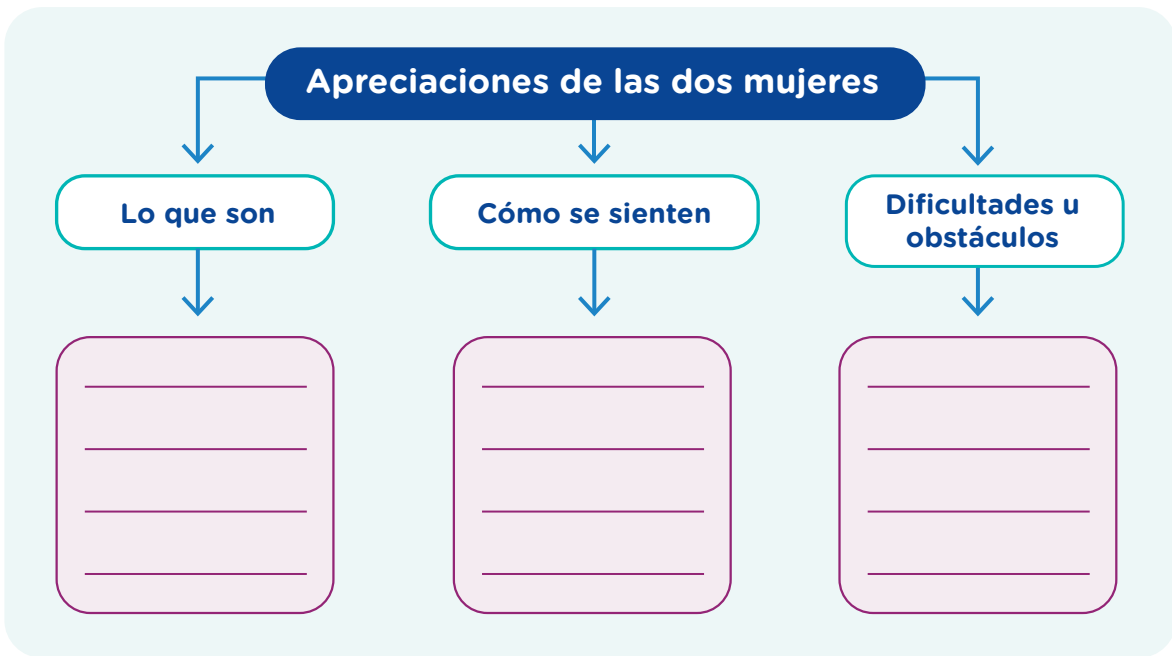 Apreciaciones de las dos mujeres
Lo que son
Cómo se sienten
Dificultades u
obstáculos